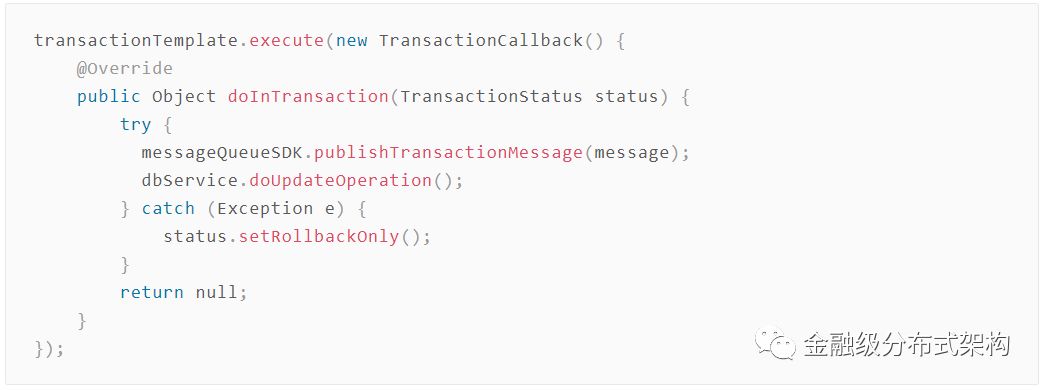 transactionTemplate.execute(new TransactionCallback() {
    @Override
    public Object doInTransaction(TransactionStatus status) {
        try {
          messageQueueSDK.publishTransactionMessage(message);
          dbService.doUpdateOperation();
        } catch (Exception e) {
            status.setRollbackOnly();
        }
        return null;
    }
});
金融级分布式架构